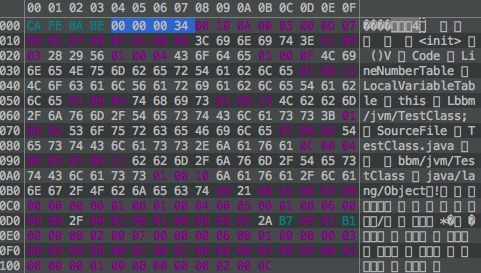 00 01 02 03 04 05 06 07 08 09 0A 0B 0C 0D 0E 0F
000 CA FE BA BE 00 00 00 34 00 10 0A 00 03 00 0D 07 4
010 00 0E 07 00 0F 01 00 06 3C 69 6E 69 74 3E 01 00 <init>
020 03 28 29 56 01 00 04 43 6F 64 65 01 00 0F 4C 69 ()V Code Li
030 6E 65 4E 75 6D 62 65 72 54 61 62 6C 65 01 00 12 neNumberTable
040 4C 6F 63 61 6C 56 61 72 69 61 62 6C 65 54 61 62 LocalVariableTab
050 6C 65 01 00 04 74 68 69 73 01 00 13 4C 62 62 6D le this Lbbm
060 2F 6A 76 6D 2F 54 65 73 74 43 6C 61 73 73 3B 01 /jvm/TestClass;
070 00 0A 53 6F 75 72 63 65 46 69 6C 65 01 00 0E 54 SourceFile T
080 65 73 74 43 6C 61 73 73 2E 6A 61 76 61 0C 00 04 estClass.java
090 00 05 01 00 11 62 62 6D 2F 6A 76 6D 2F 54 65 73 bbm/jvm/Tes
0A0 74 43 6C 61 73 73 01 00 10 6A 61 76 61 2F 6C 61 tClass java/la
0B0 6E 67 2F 4F 62 6A 65 63 74 00 21 00 02 00 03 00 ng/Object !
0C0 00 00 00 00 01 00 01 00 04 00 05 00 01 00 06 00
0D0 00 00 2F 00 01 00 01 00 00 00 05 2A B7 00 01 B1 / *
0E0 00 00 00 02 00 07 00 00 00 06 00 01 00 00 00 03
0F0 00 08 00 00 00 0C 00 01 00 00 00 05 00 09 00 0A
100 00 00 00 01 00 0B 00 00 00 02 00 0C